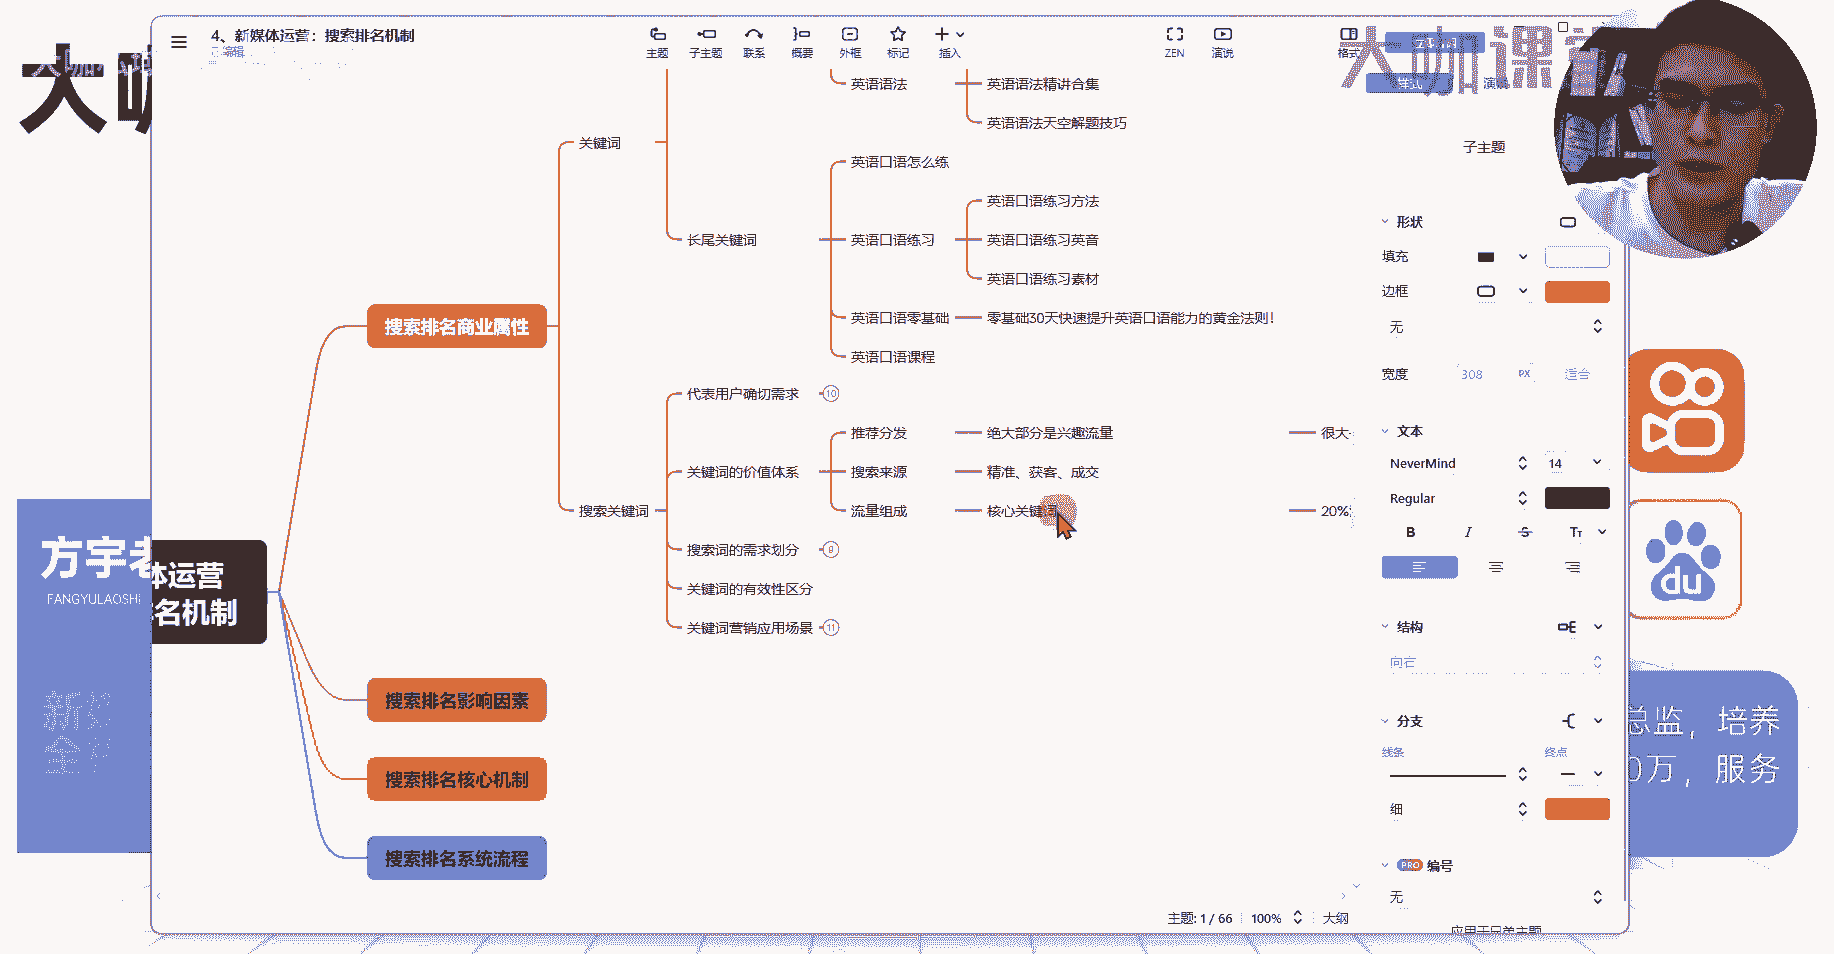 4、新媒体运营：搜索排名机制
已编辑
主题
子主题
联系
概要
外框
标记
插入
ZEN
演说
格式
大咖
大咖课
样式
英语语法
英语语法精讲合集
英语语法天空解题技巧
关键词
英语口语怎么练
长尾关键词
英语口语练习
英语口语练习方法
英语口语练习英音
英语口语练习素材
英语口语零基础
零基础30天快速提升英语口语能力的黄金法则！
英语口语课程
搜索排名商业属性
代表用户确切需求
10
关键词的价值体系
推荐分发
绝大部分是兴趣流量
很大
搜索来源
精准、获客、成交
搜索关键词
流量组成
核心关键词
20%
搜索词的需求划分
9
关键词的有效性区分
关键词营销应用场景
11
体运营
名机制
搜索排名影响因素
搜索排名核心机制
搜索排名系统流程
方宇老
FANGYULAOSHI
新媒
全
子主题
形状
填充
边框
无
宽度
308
PX
适合
文本
NeverMind
14
Regular
B
I
S
TT
结构
向右
分支
线条
终点
细
PRO
编号
无
应用于只单主题
主题: 1 / 66
100%
大纲
du
总监，培养
0万，服务